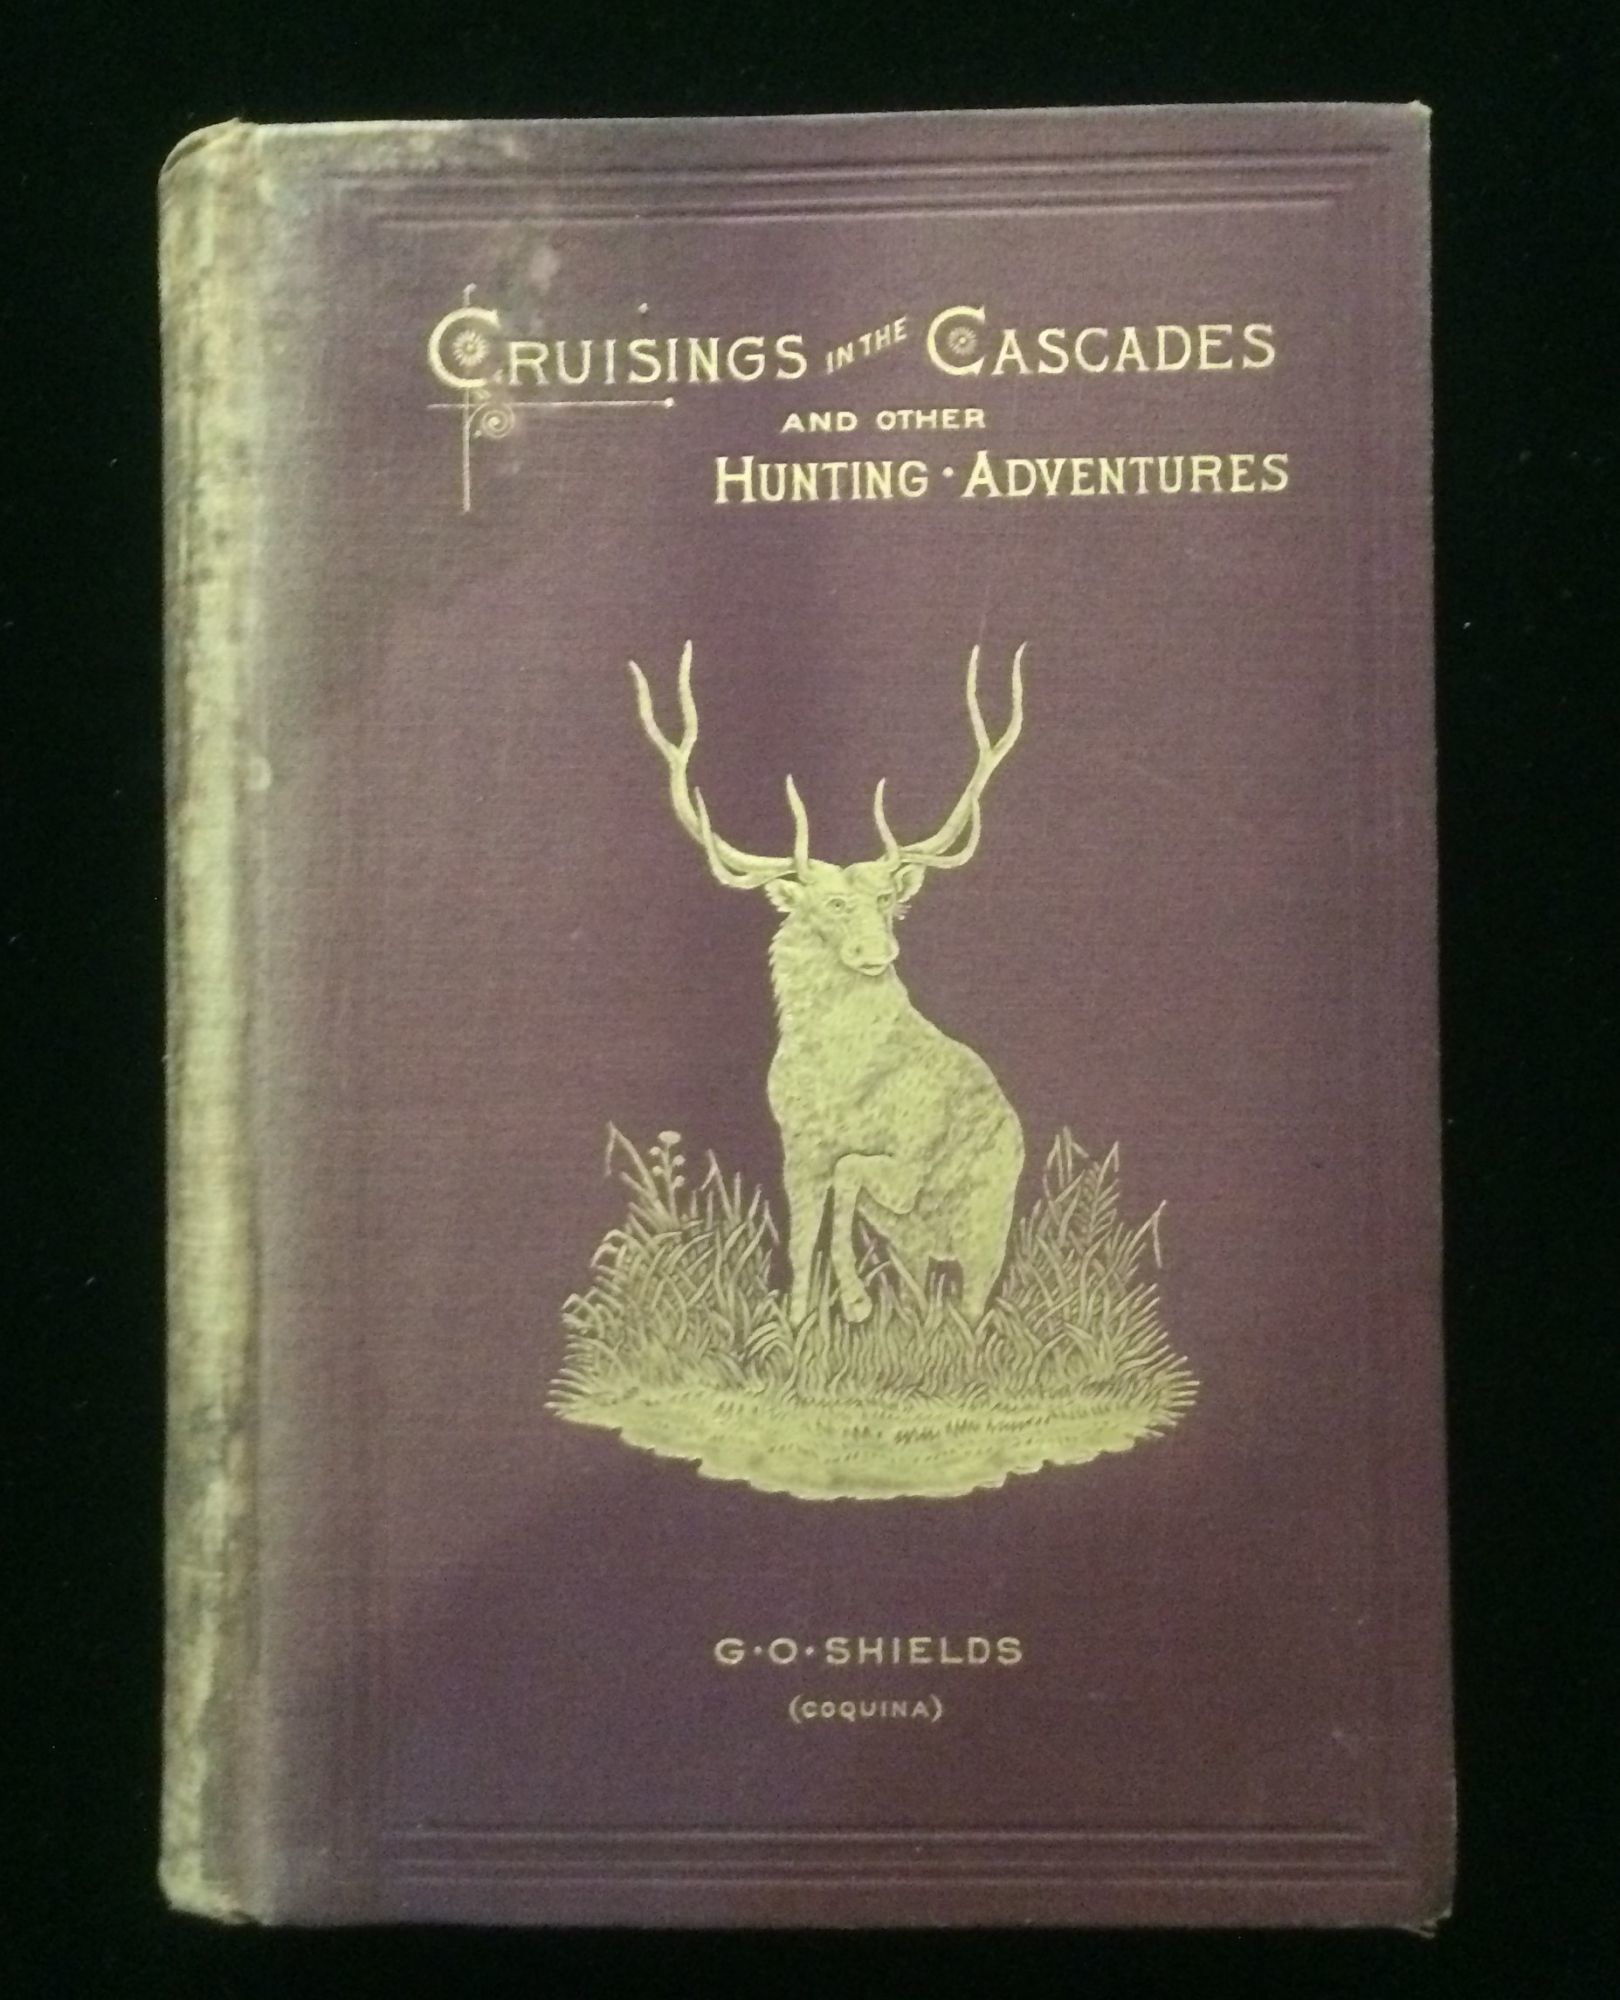 CRUISINGS IN THE CASCADES
AND OTHER
HUNTING · ADVENTURES
G·O·SHIELDS
(COQUINA)